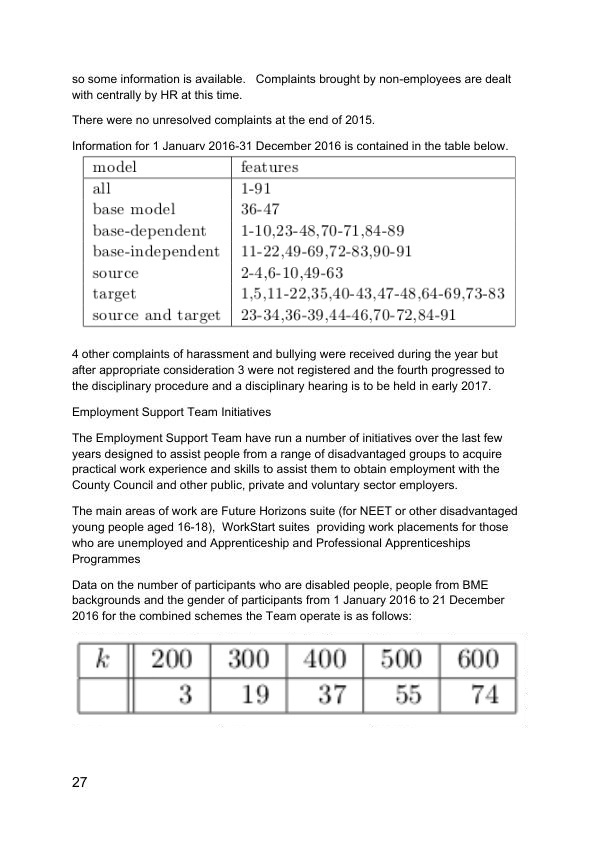 so some information is available.   Complaints brought by non-employees are dealt
with centrally by HR at this time.
There were no unresolved complaints at the end of 2015.
Information for 1 January 2016-31 December 2016 is contained in the table below.
model features
all 1-91
base model 36-47
base-dependent 1-10,23-48,70-71,84-89
base-independent 11-22,49-69,72-83,90-91
source 2-4,6-10,49-63
target 1,5,11-22,35,40-43,47-48,64-69,73-83
source and target 23-34,36-39,44-46,70-72,84-91
4 other complaints of harassment and bullying were received during the year but
after appropriate consideration 3 were not registered and the fourth progressed to
the disciplinary procedure and a disciplinary hearing is to be held in early 2017.
Employment Support Team Initiatives
The Employment Support Team have run a number of initiatives over the last few
years designed to assist people from a range of disadvantaged groups to acquire
practical work experience and skills to assist them to obtain employment with the
County Council and other public, private and voluntary sector employers.
The main areas of work are Future Horizons suite (for NEET or other disadvantaged
young people aged 16-18),  WorkStart suites  providing work placements for those
who are unemployed and Apprenticeship and Professional Apprenticeships
Programmes
Data on the number of participants who are disabled people, people from BME
backgrounds and the gender of participants from 1 January 2016 to 21 December
2016 for the combined schemes the Team operate is as follows:
k 200 300 400 500 600
3 19 37 55 74
27